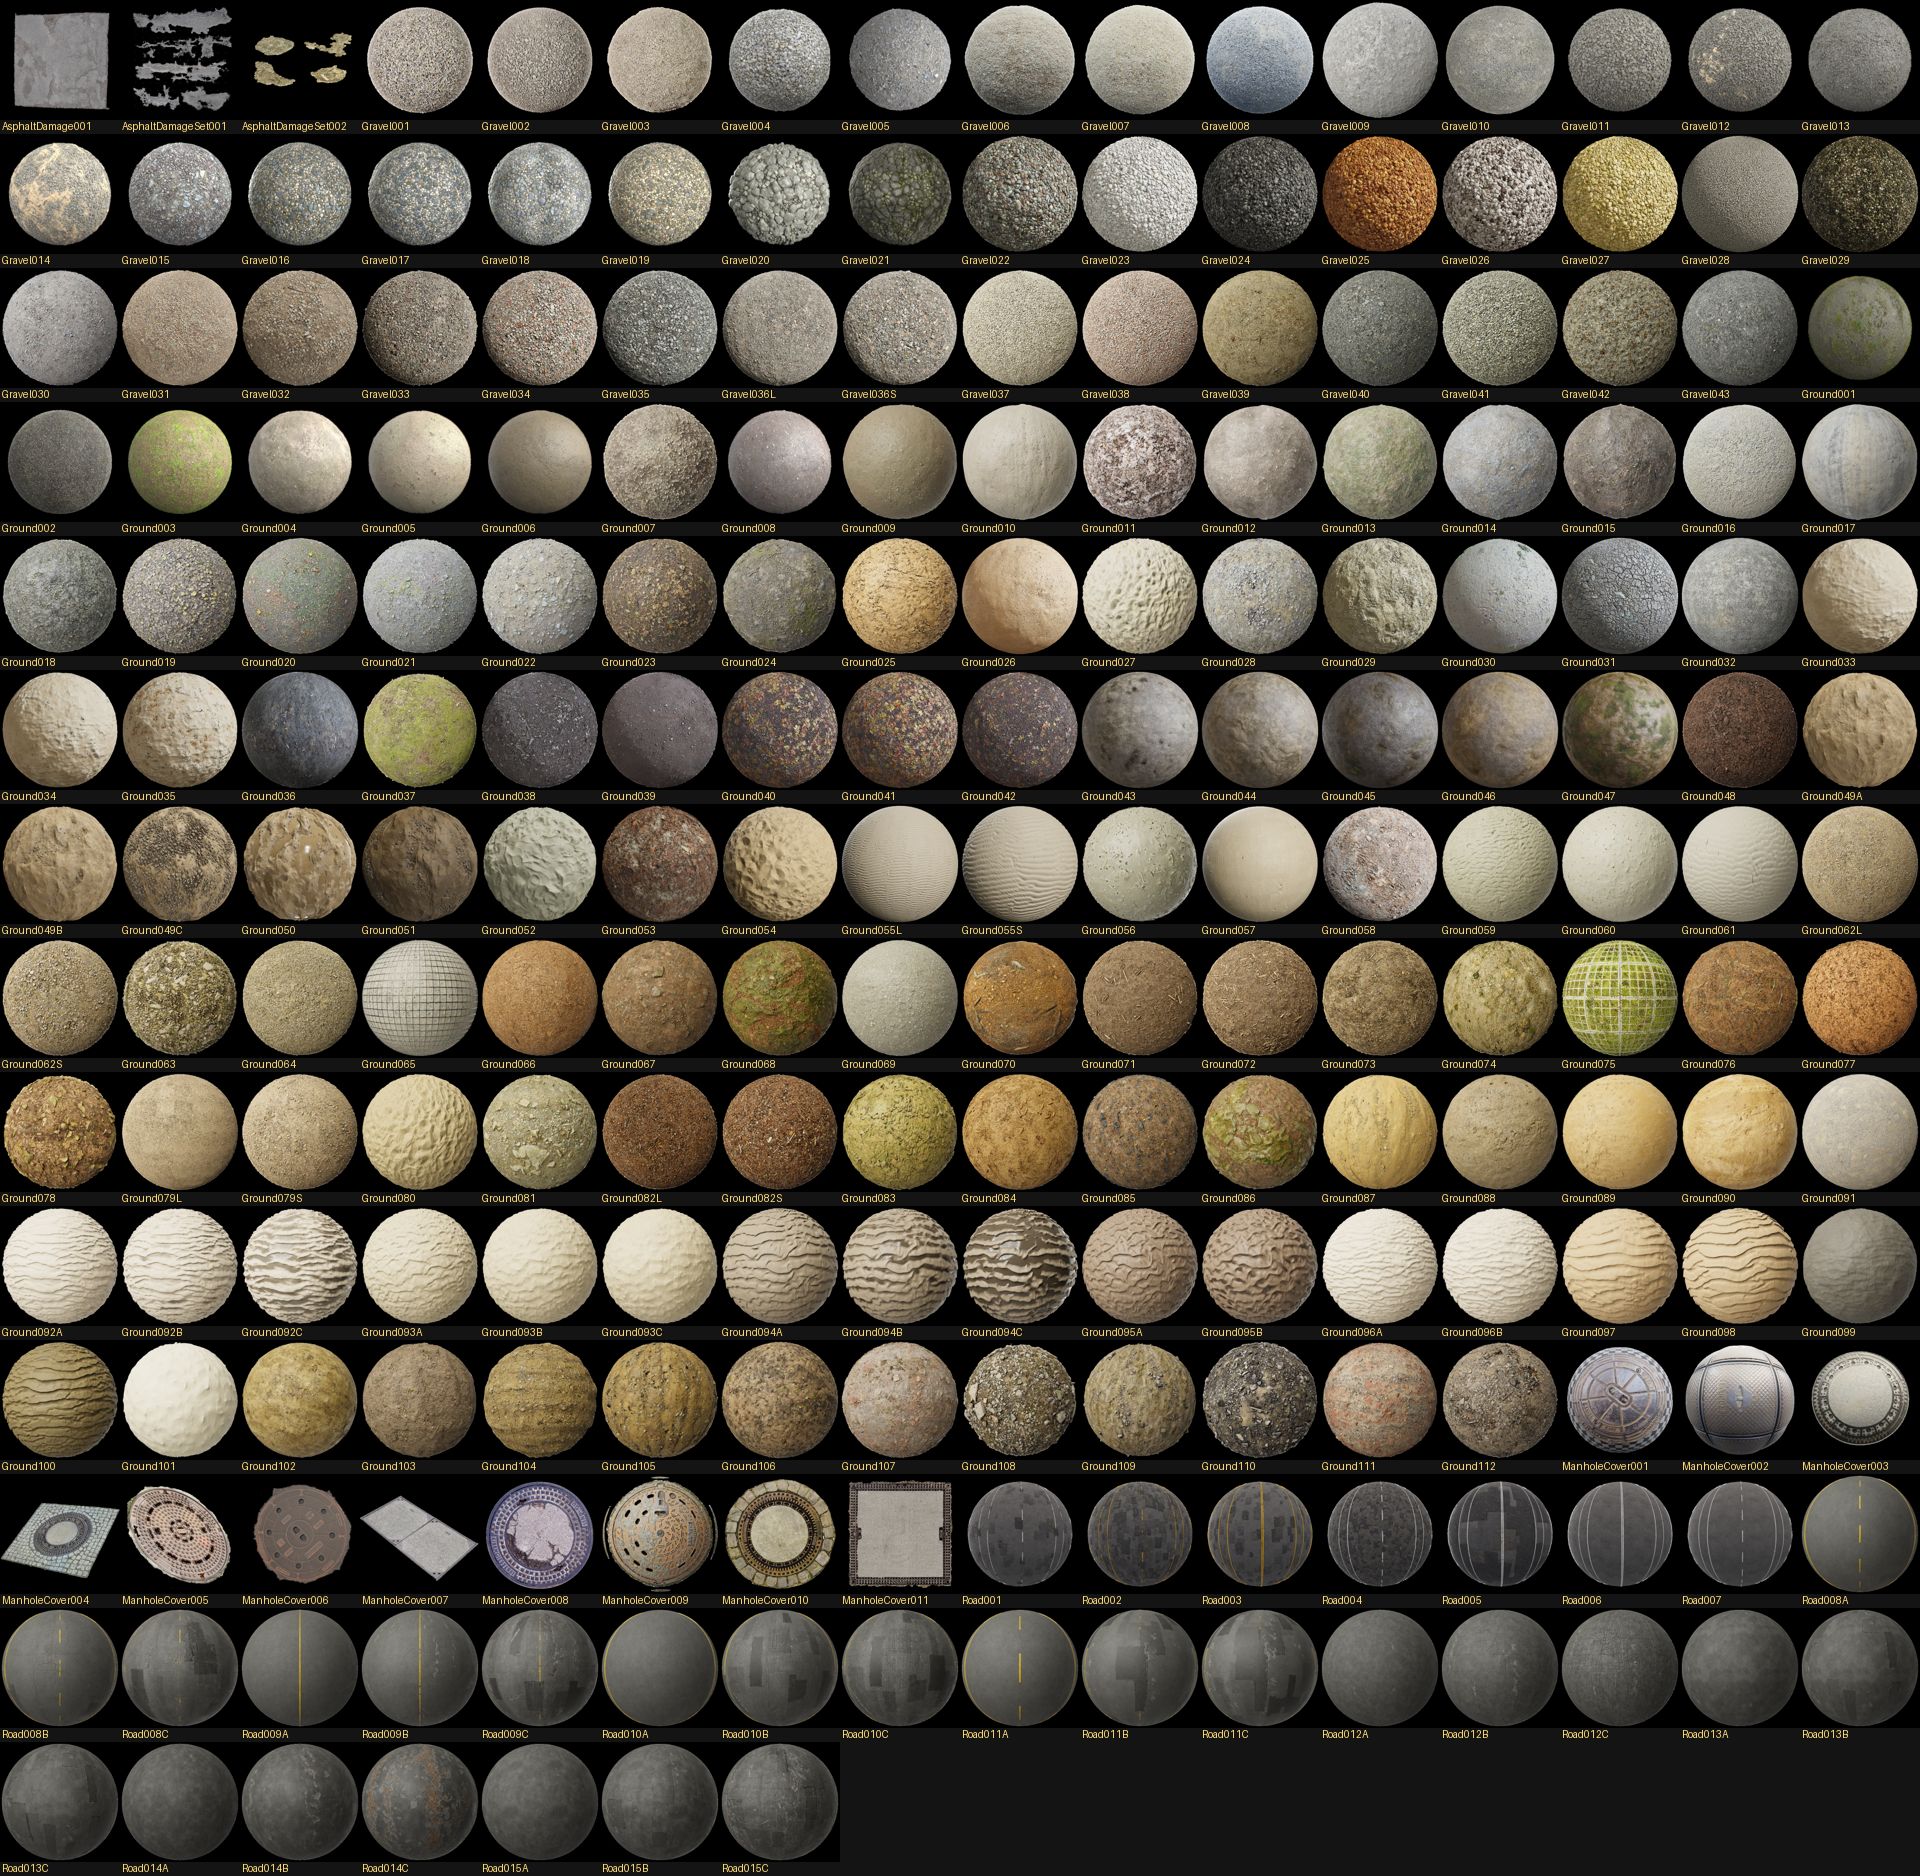 AsphaltDamage001 AsphaltDamageSet001 AsphaltDamageSet002 Gravel001 Gravel002 Gravel003 Gravel004 Gravel005 Gravel006 Gravel007 Gravel008 Gravel009 Gravel010 Gravel011 Gravel012 Gravel013
Gravel014 Gravel015 Gravel016 Gravel017 Gravel018 Gravel019 Gravel020 Gravel021 Gravel022 Gravel023 Gravel024 Gravel025 Gravel026 Gravel027 Gravel028 Gravel029
Gravel030 Gravel031 Gravel032 Gravel033 Gravel034 Gravel035 Gravel036L Gravel036S Gravel037 Gravel038 Gravel039 Gravel040 Gravel041 Gravel042 Gravel043 Ground001
Ground002 Ground003 Ground004 Ground005 Ground006 Ground007 Ground008 Ground009 Ground010 Ground011 Ground012 Ground013 Ground014 Ground015 Ground016 Ground017
Ground018 Ground019 Ground020 Ground021 Ground022 Ground023 Ground024 Ground025 Ground026 Ground027 Ground028 Ground029 Ground030 Ground031 Ground032 Ground033
Ground034 Ground035 Ground036 Ground037 Ground038 Ground039 Ground040 Ground041 Ground042 Ground043 Ground044 Ground045 Ground046 Ground047 Ground048 Ground049A
Ground049B Ground049C Ground050 Ground051 Ground052 Ground053 Ground054 Ground055L Ground055S Ground056 Ground057 Ground058 Ground059 Ground060 Ground061 Ground062L
Ground062S Ground063 Ground064 Ground065 Ground066 Ground067 Ground068 Ground069 Ground070 Ground071 Ground072 Ground073 Ground074 Ground075 Ground076 Ground077
Ground078 Ground079L Ground079S Ground080 Ground081 Ground082L Ground082S Ground083 Ground084 Ground085 Ground086 Ground087 Ground088 Ground089 Ground090 Ground091
Ground092A Ground092B Ground092C Ground093A Ground093B Ground093C Ground094A Ground094B Ground094C Ground095A Ground095B Ground096A Ground096B Ground097 Ground098 Ground099
Ground100 Ground101 Ground102 Ground103 Ground104 Ground105 Ground106 Ground107 Ground108 Ground109 Ground110 Ground111 Ground112 ManholeCover001 ManholeCover002 ManholeCover003
ManholeCover004 ManholeCover005 ManholeCover006 ManholeCover007 ManholeCover008 ManholeCover009 ManholeCover010 ManholeCover011 Road001 Road002 Road003 Road004 Road005 Road006 Road007 Road008A
Road008B Road008C Road009A Road009B Road009C Road010A Road010B Road010C Road011A Road011B Road011C Road012A Road012B Road012C Road013A Road013B
Road013C Road014A Road014B Road014C Road015A Road015B Road015C